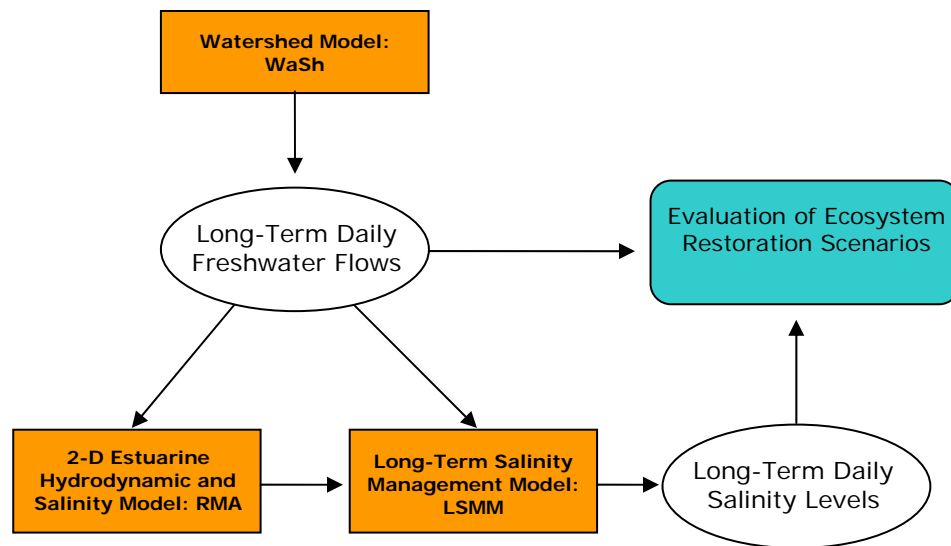 Watershed Model:
WaSh
Long-Term Daily
Freshwater Flows
Evaluation of Ecosystem
Restoration Scenarios
2-D Estuarine
Hydrodynamic and
Salinity Model: RMA
Long-Term Salinity
Management Model:
LSMM
Long-Term Daily
Salinity Levels